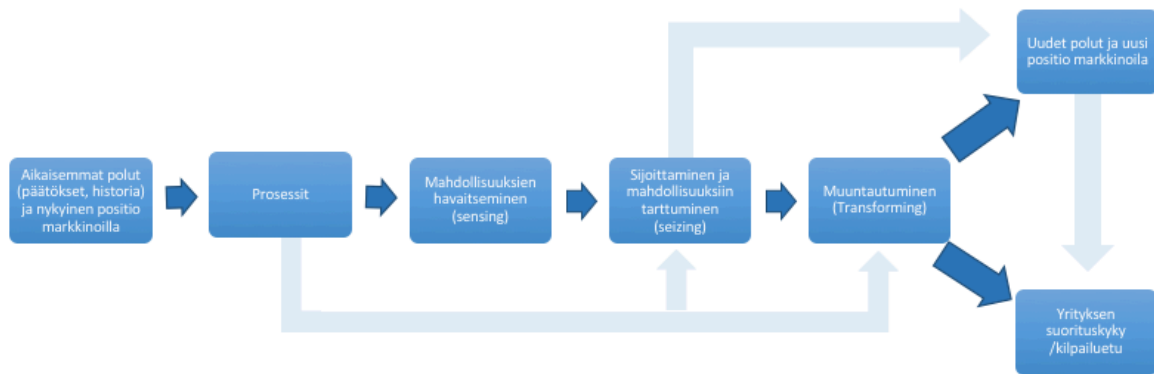 Aikaisemmat polut
(päätökset, historia)
ja nykyinen positio
markkinoilla
Prosessit
Mahdollisuuksien
havaitseminen
(sensing)
Sijoittaminen ja
mahdollisuuksiin
tarttuminen
(seizing)
Muuntautuminen
(Transforming)
Uudet polut ja uusi
positio markkinoila
Yrityksen
suorituskyky
/kilpailuetu